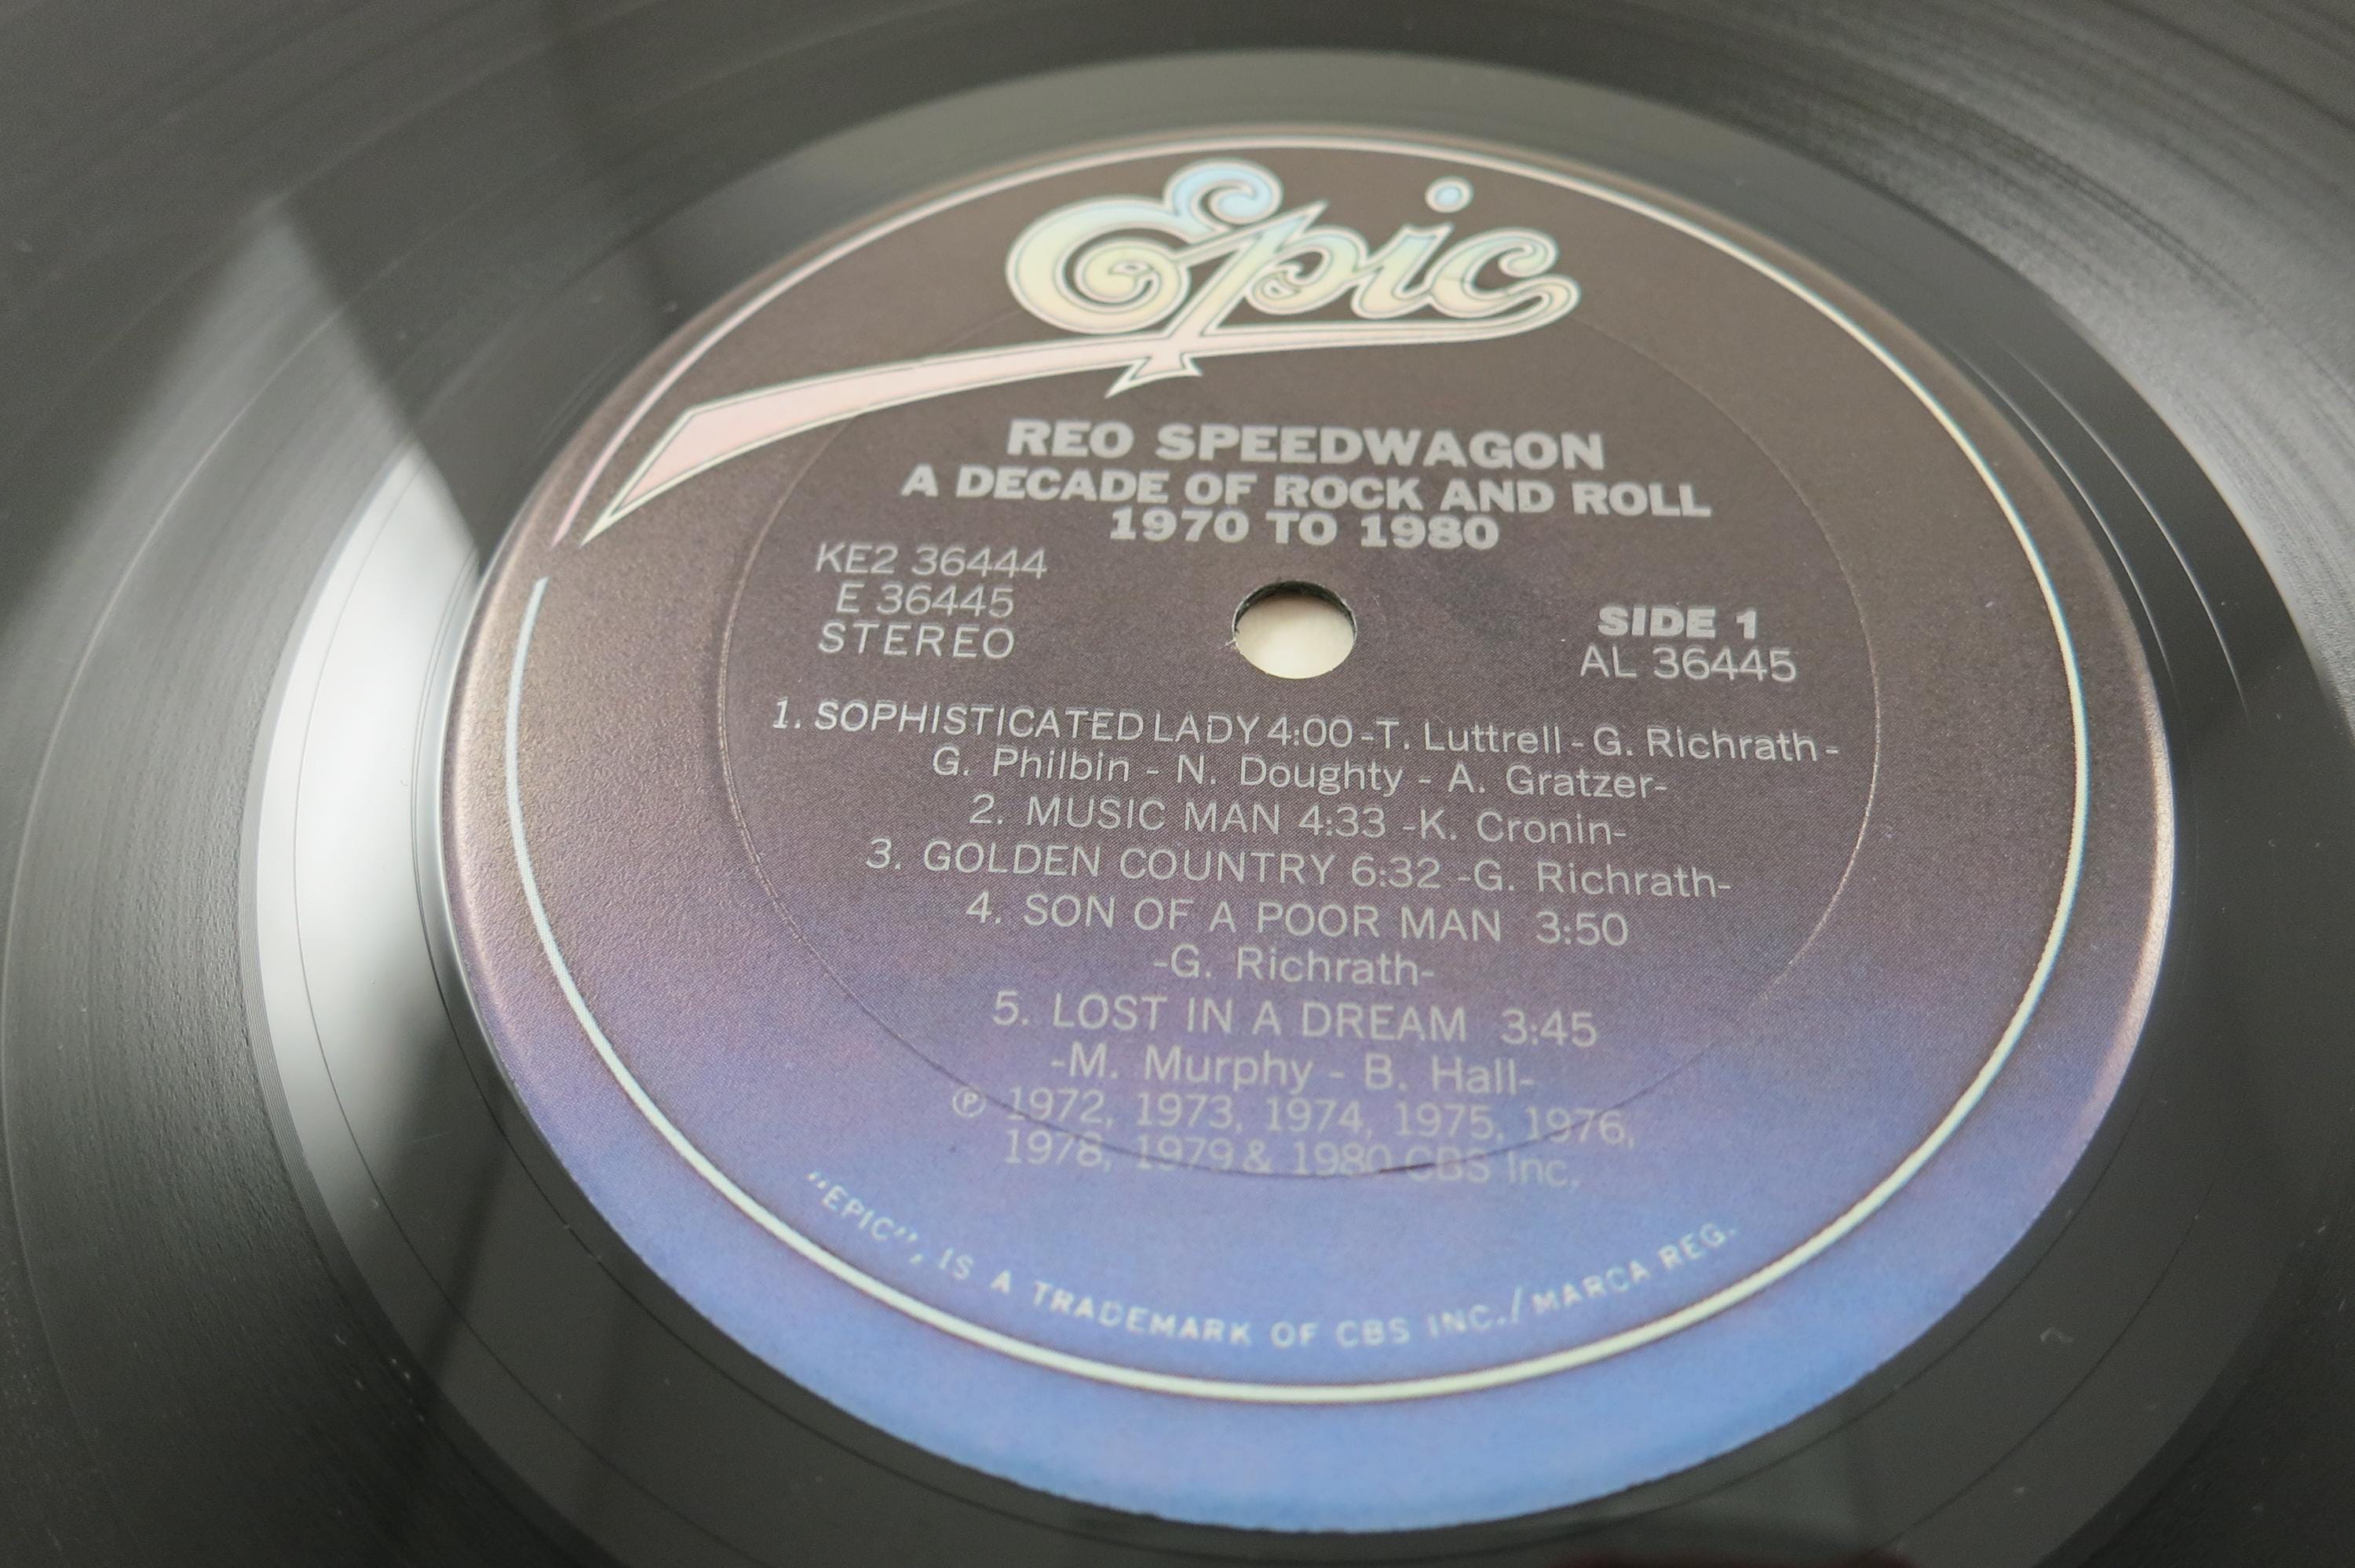 Epic
REO SPEEDWAGON
A DECADE OF ROCK AND ROLL
1970 TO 1980
KE2 36444
E 36445
STEREO
SIDE 1
AL 36445
1. SOPHISTICATED LADY 4:00 -T. Luttrell - G. Richrath -
G. Philbin - N. Doughty - A. Gratzer-
2. MUSIC MAN 4:33 -K. Cronin-
3. GOLDEN COUNTRY 6:32 -G. Richrath-
4. SON OF A POOR MAN 3:50
-G. Richrath-
5. LOST IN A DREAM 3:45
-M. Murphy - B. Hall-
℗ 1972, 1973, 1974, 1975, 1976,
1978, 1979 & 1980 CBS Inc.
“EPIC”, IS A TRADEMARK OF CBS INC./MARCA REG.